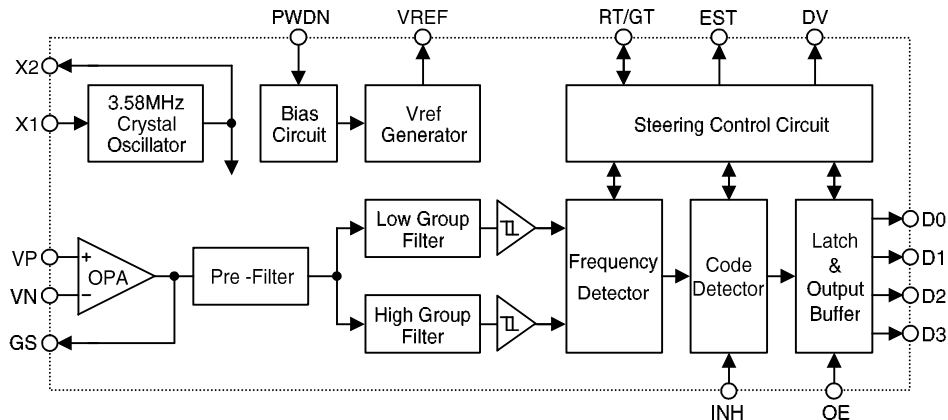 PWDN
VREF
RT/GT
EST
DV
X2
X1
3.58MHz
Crystal
Oscillator
Bias
Circuit
Vref
Generator
Steering Control Circuit
VP
VN
GS
+
−
OPA
Pre -Filter
Low Group
Filter
High Group
Filter
Frequency
Detector
Code
Detector
Latch
&
Output
Buffer
D0
D1
D2
D3
INH
OE